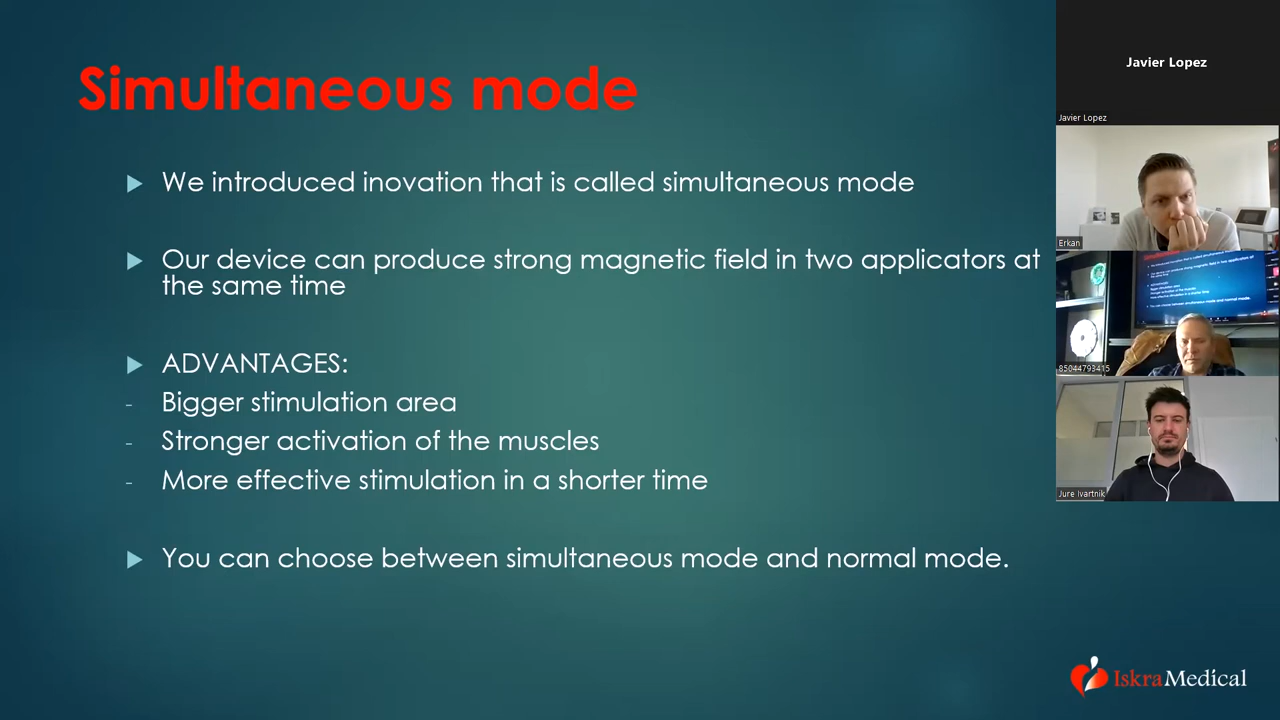 Simultaneous mode
We introduced inovation that is called simultaneous mode
Our device can produce strong magnetic field in two applicators at
the same time
ADVANTAGES:
- Bigger stimulation area
- Stronger activation of the muscles
- More effective stimulation in a shorter time
You can choose between simultaneous mode and normal mode.
IskraMedical
Javier Lopez
Javier Lopez
Erkan
85044793415
Jure Ivartnik